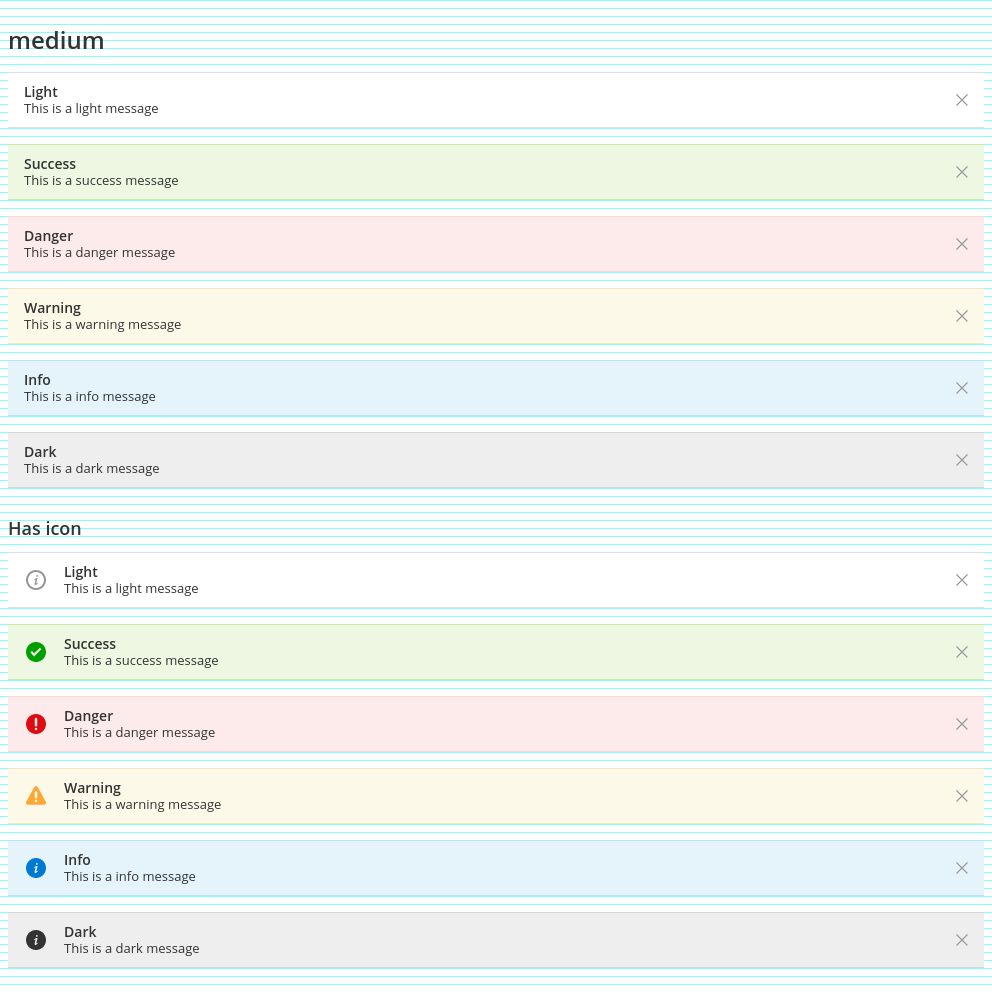 medium
Light
This is a light message
Success
This is a success message
Danger
This is a danger message
Warning
This is a warning message
Info
This is a info message
Dark
This is a dark message
Has icon
Light
This is a light message
Success
This is a success message
Danger
This is a danger message
Warning
This is a warning message
Info
This is a info message
Dark
This is a dark message